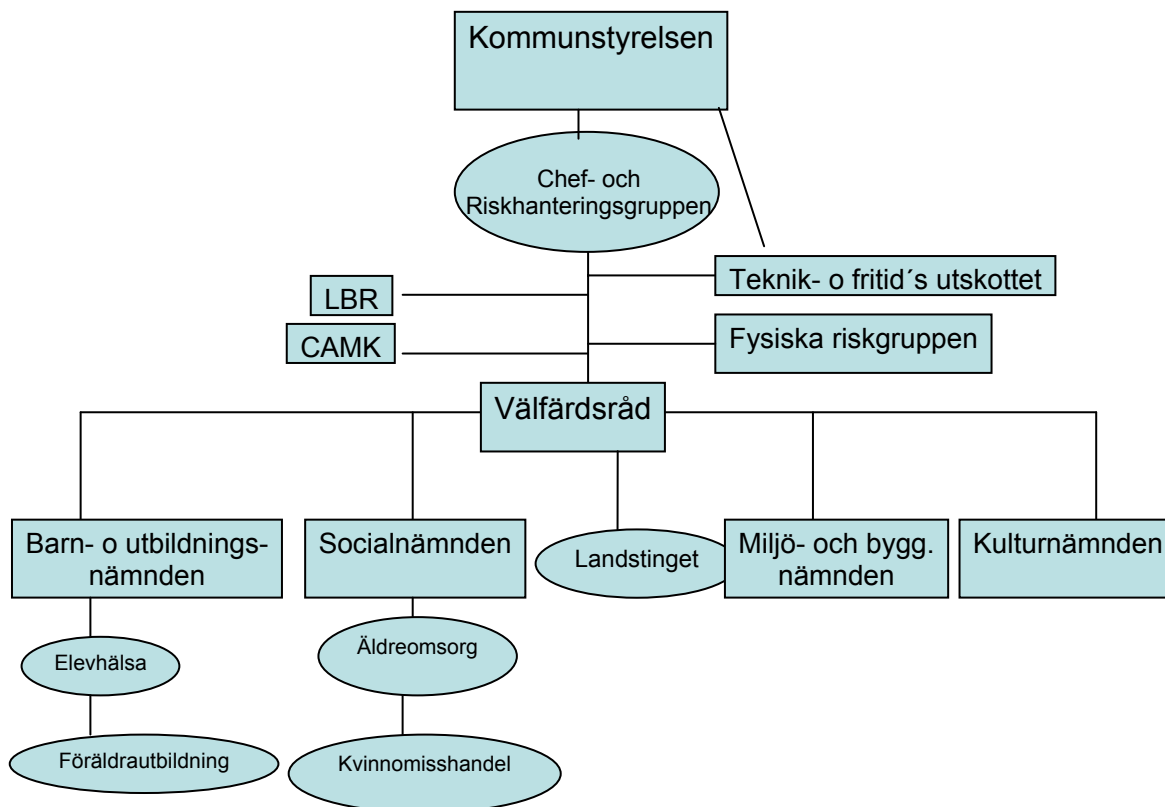 Kommunstyrelsen
Chef- och
Riskhanteringsgruppen
Teknik- o fritid´s utskottet
LBR
Fysiska riskgruppen
CAMK
Välfärdsråd
Barn- o utbildnings-
nämnden
Socialnämnden
Landstinget
Miljö- och bygg.
nämnden
Kulturnämnden
Elevhälsa
Äldreomsorg
Föräldrautbildning
Kvinnomisshandel